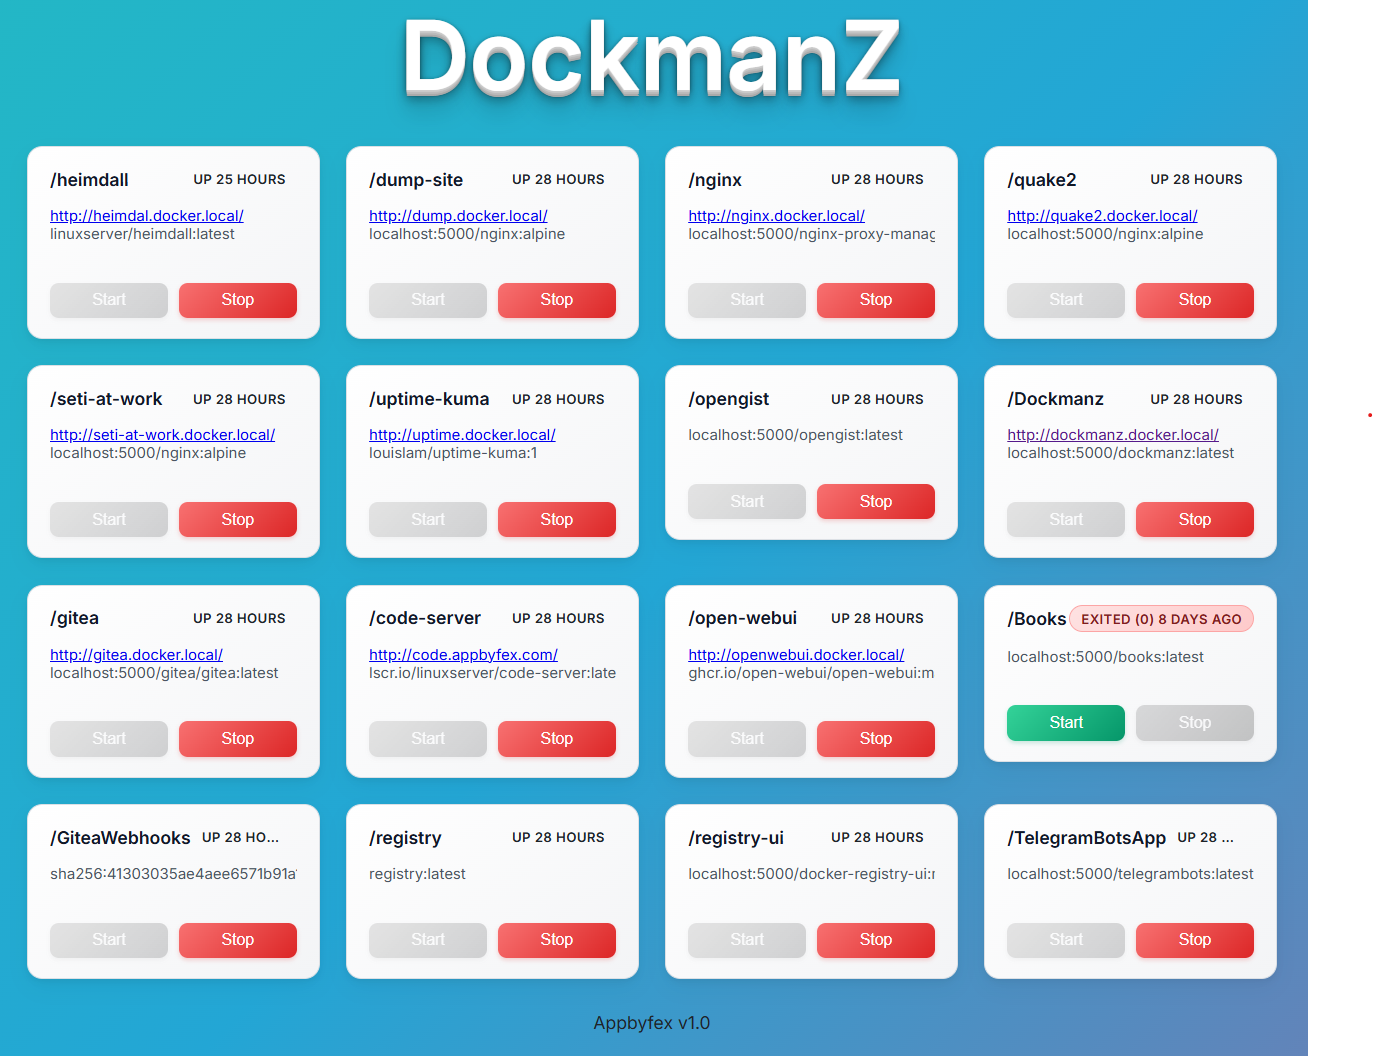 DockmanZ
/heimdall UP 25 HOURS
http://heimdal.docker.local/
linuxserver/heimdall:latest
Start Stop
/dump-site UP 28 HOURS
http://dump.docker.local/
localhost:5000/nginx:alpine
Start Stop
/nginx UP 28 HOURS
http://nginx.docker.local/
localhost:5000/nginx-proxy-manag
Start Stop
/quake2 UP 28 HOURS
http://quake2.docker.local/
localhost:5000/nginx:alpine
Start Stop
/seti-at-work UP 28 HOURS
http://seti-at-work.docker.local/
localhost:5000/nginx:alpine
Start Stop
/uptime-kuma UP 28 HOURS
http://uptime.docker.local/
louislam/uptime-kuma:1
Start Stop
/opengist UP 28 HOURS
localhost:5000/opengist:latest
Start Stop
/Dockmanz UP 28 HOURS
http://dockmanz.docker.local/
localhost:5000/dockmanz:latest
Start Stop
/gitea UP 28 HOURS
http://gitea.docker.local/
localhost:5000/gitea/gitea:latest
Start Stop
/code-server UP 28 HOURS
http://code.appbyfex.com/
lscr.io/linuxserver/code-server:late
Start Stop
/open-webui UP 28 HOURS
http://openwebui.docker.local/
ghcr.io/open-webui/open-webui:m
Start Stop
/Books EXITED (0) 8 DAYS AGO
localhost:5000/books:latest
Start Stop
/GiteaWebhooks UP 28 HO...
sha256:41303035ae4aee6571b91a
Start Stop
/registry UP 28 HOURS
registry:latest
Start Stop
/registry-ui UP 28 HOURS
localhost:5000/docker-registry-ui:
Start Stop
/TelegramBotsApp UP 28 ...
localhost:5000/telegrambots:latest
Start Stop
Appbyfex v1.0